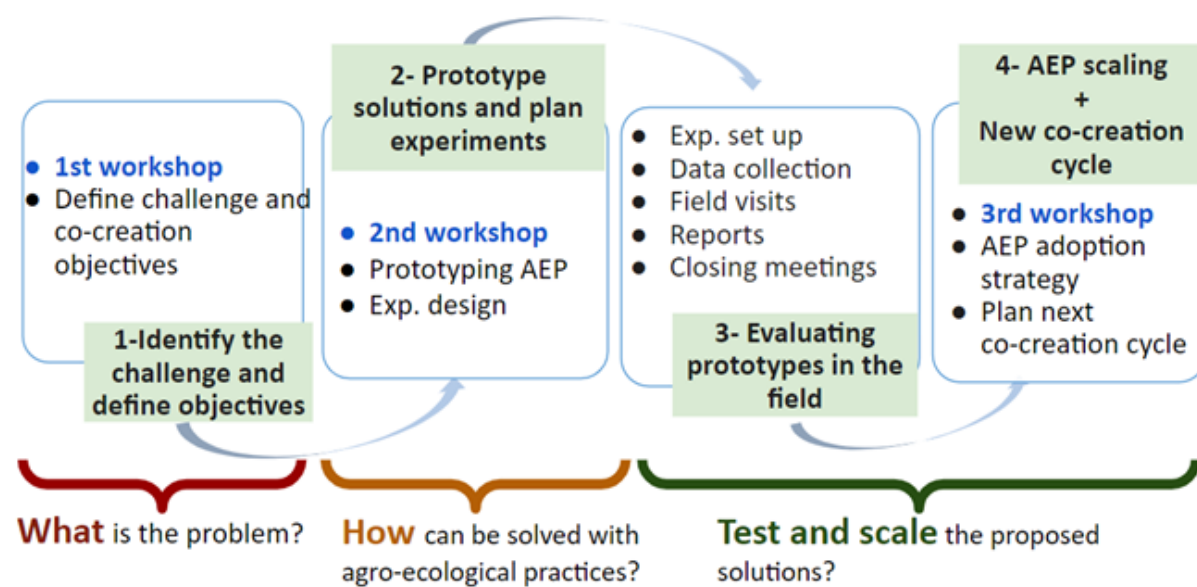 ● 1st workshop
● Define challenge and
co-creation
objectives
1-Identify the
challenge and
define objectives
2- Prototype
solutions and plan
experiments
● 2nd workshop
● Prototyping AEP
● Exp. design
● Exp. set up
● Data collection
● Field visits
● Reports
● Closing meetings
3- Evaluating
prototypes in the
field
4- AEP scaling
+
New co-creation
cycle
● 3rd workshop
● AEP adoption
strategy
● Plan next
co-creation cycle
What is the problem?
How can be solved with
agro-ecological practices?
Test and scale the proposed
solutions?